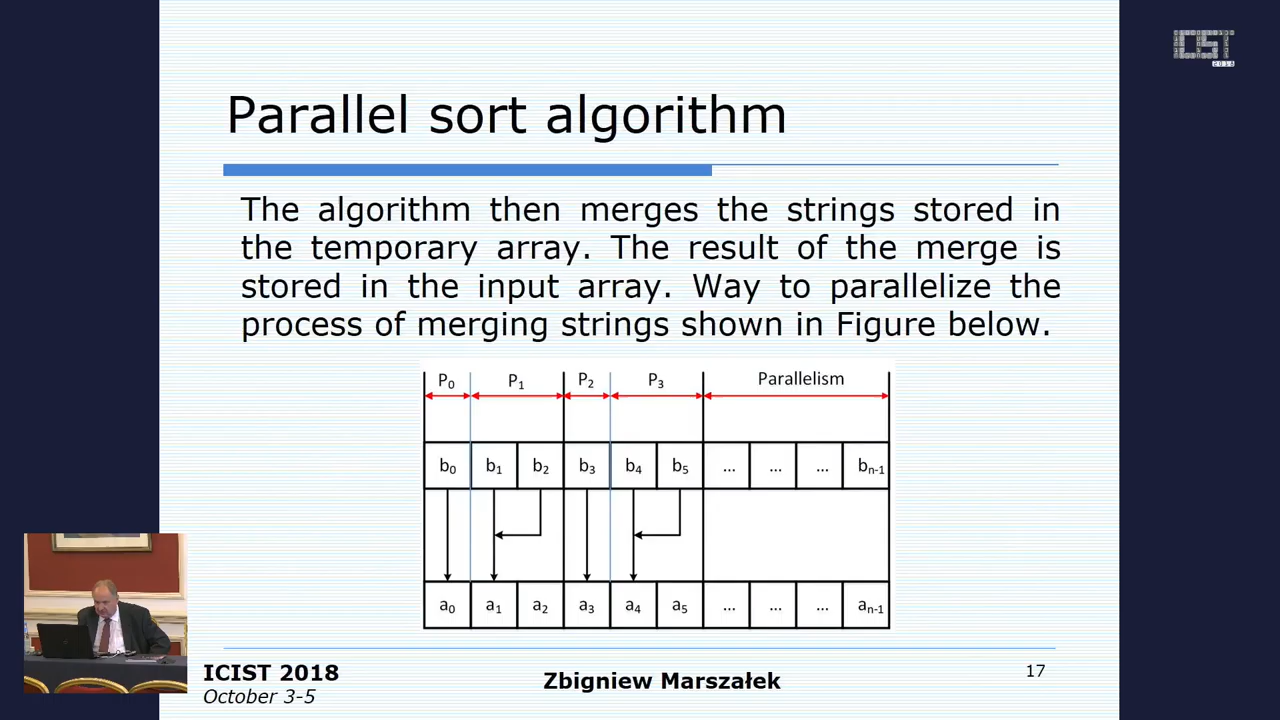 ICIST
2018
Parallel sort algorithm
The algorithm then merges the strings stored in
the temporary array. The result of the merge is
stored in the input array. Way to parallelize the
process of merging strings shown in Figure below.
P₀ P₁ P₂ P₃ Parallelism
b₀ b₁ b₂ b₃ b₄ b₅ ... ... ... bₙ₋₁
a₀ a₁ a₂ a₃ a₄ a₅ ... ... ... aₙ₋₁
ICIST 2018
October 3-5
Zbigniew Marszałek
17